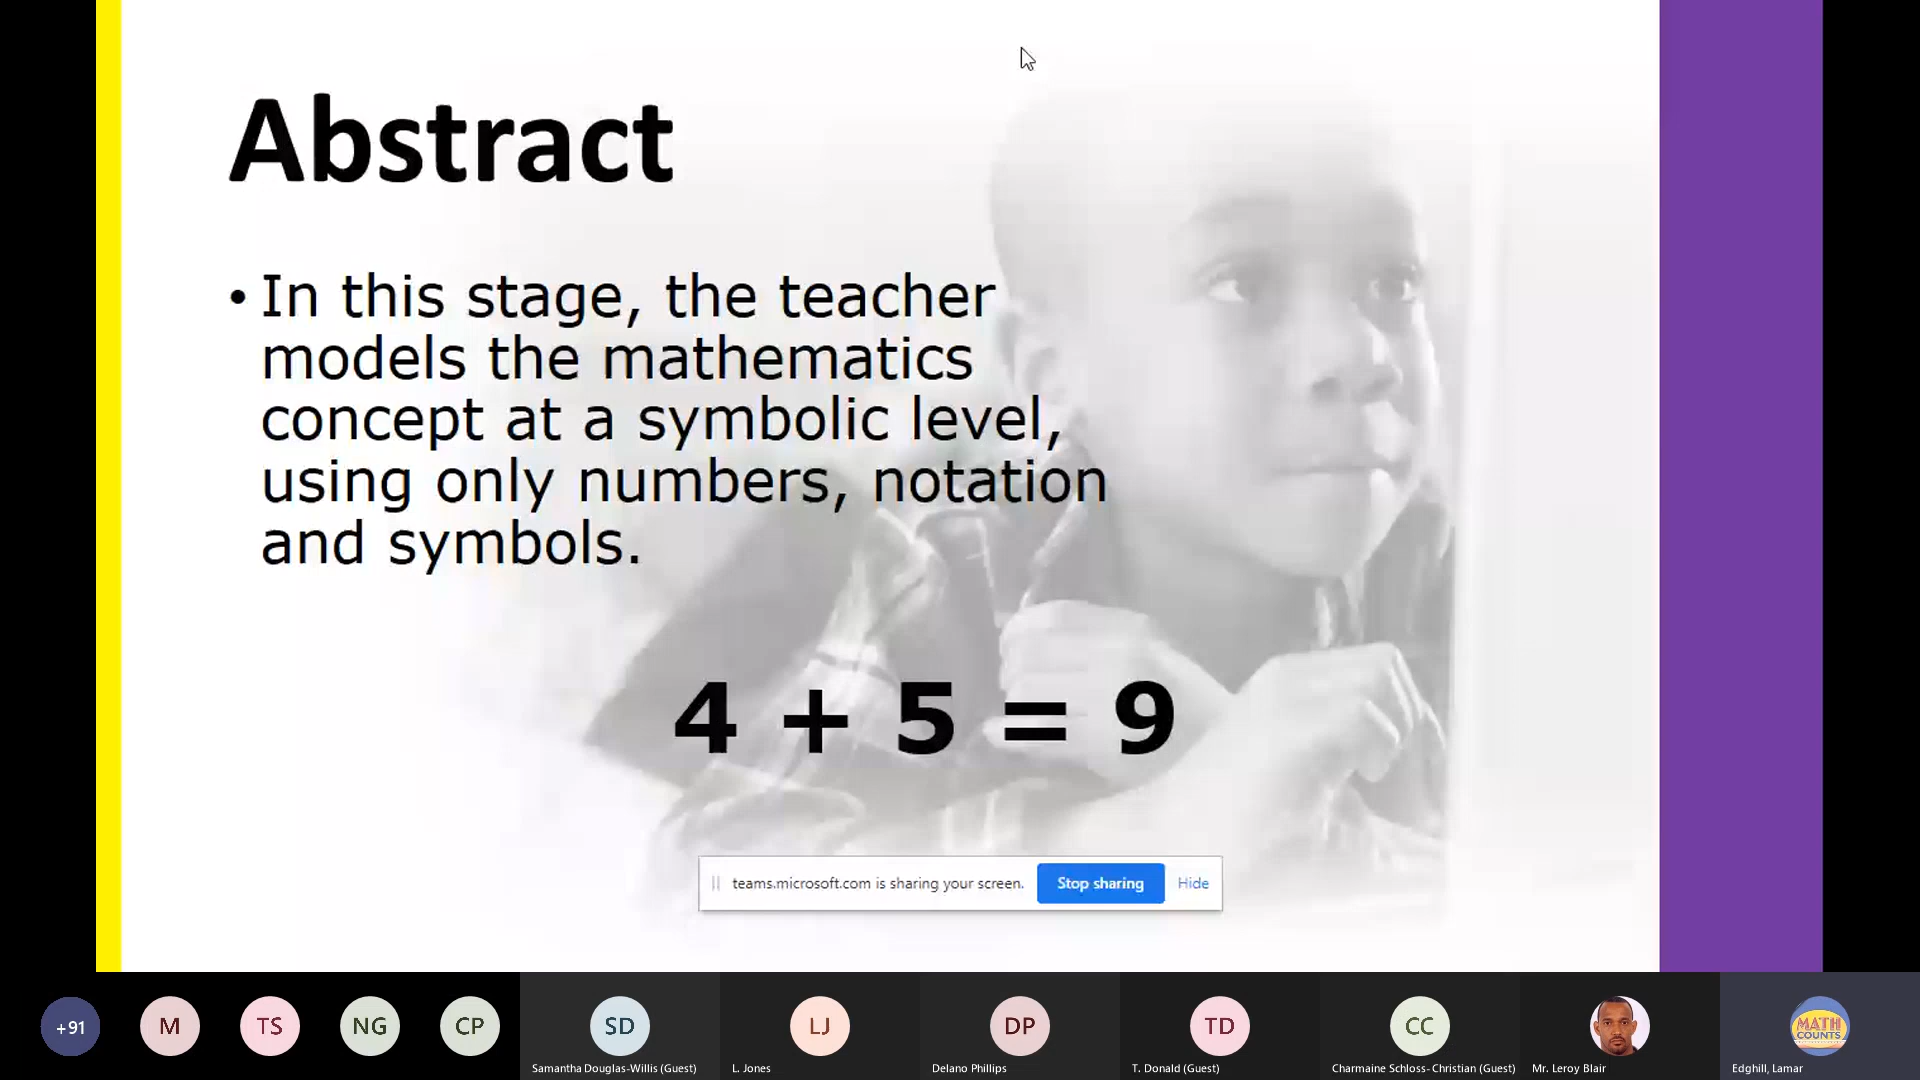 Abstract
• In this stage, the teacher
models the mathematics
concept at a symbolic level,
using only numbers, notation
and symbols.
4 + 5 = 9
teams.microsoft.com is sharing your screen. Stop sharing Hide
+91 M TS NG CP SD LJ DP TD CC MATH
COUNTS
Samantha Douglas-Willis (Guest) L. Jones Delano Phillips T. Donald (Guest) Charmaine Schloss-Christian (Guest) Mr. Leroy Blair Edghill, Lamar